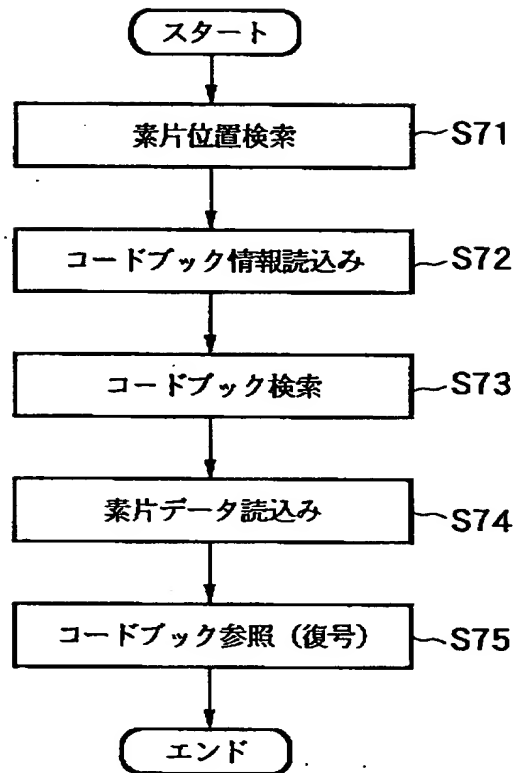 スタート
素片位置検索 S71
コードブック情報読込み S72
コードブック検索 S73
素片データ読込み S74
コードブック参照（復号） S75
エンド